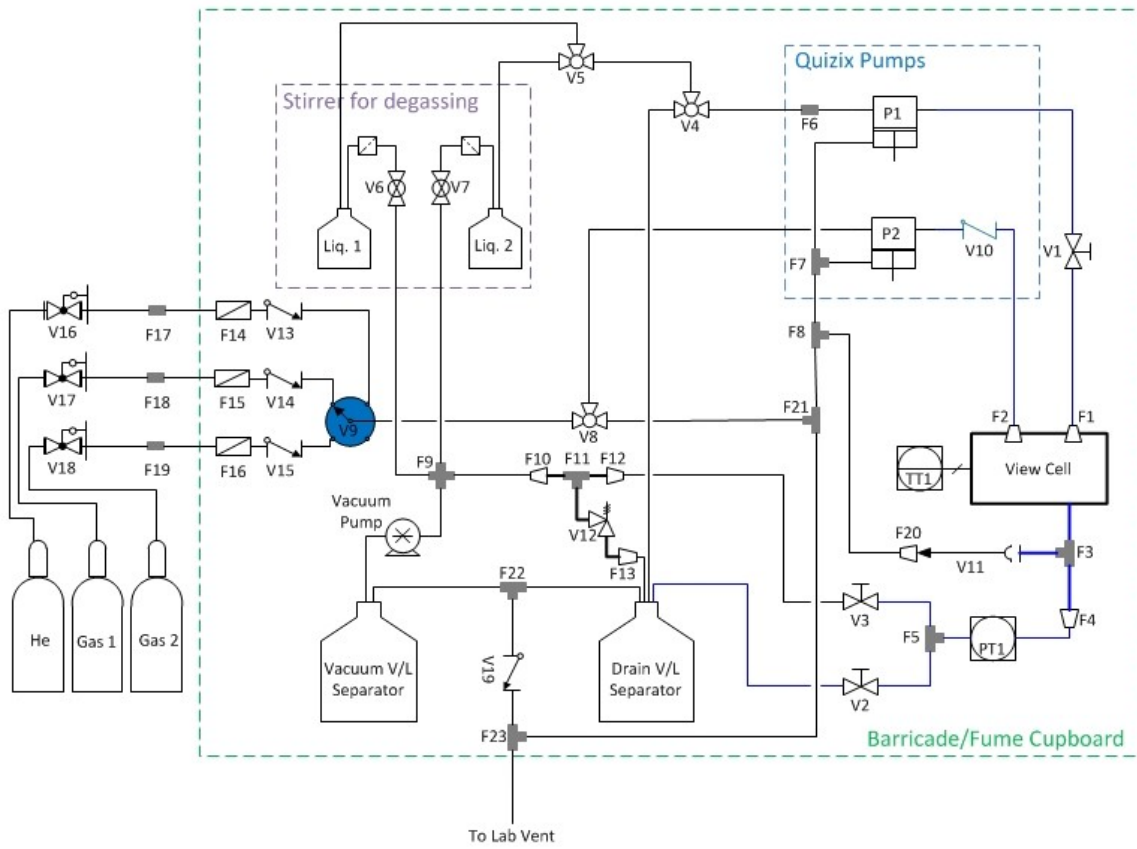 Stirrer for degassing
Quizix Pumps
V5
V4
F6
P1
V6
V7
Liq. 1
Liq. 2
P2
V10
V1
F7
F8
V16
F17
F14
V13
V17
F18
F15
V14
V9
V8
F21
F2
F1
V18
F19
F16
V15
F9
F10
F11
F12
TT1
View Cell
Vacuum
Pump
V12
F13
F20
V11
F3
F22
V3
F4
He
Gas 1
Gas 2
Vacuum V/L
Separator
V19
Drain V/L
Separator
F5
PT1
V2
F23
Barricade/Fume Cupboard
To Lab Vent